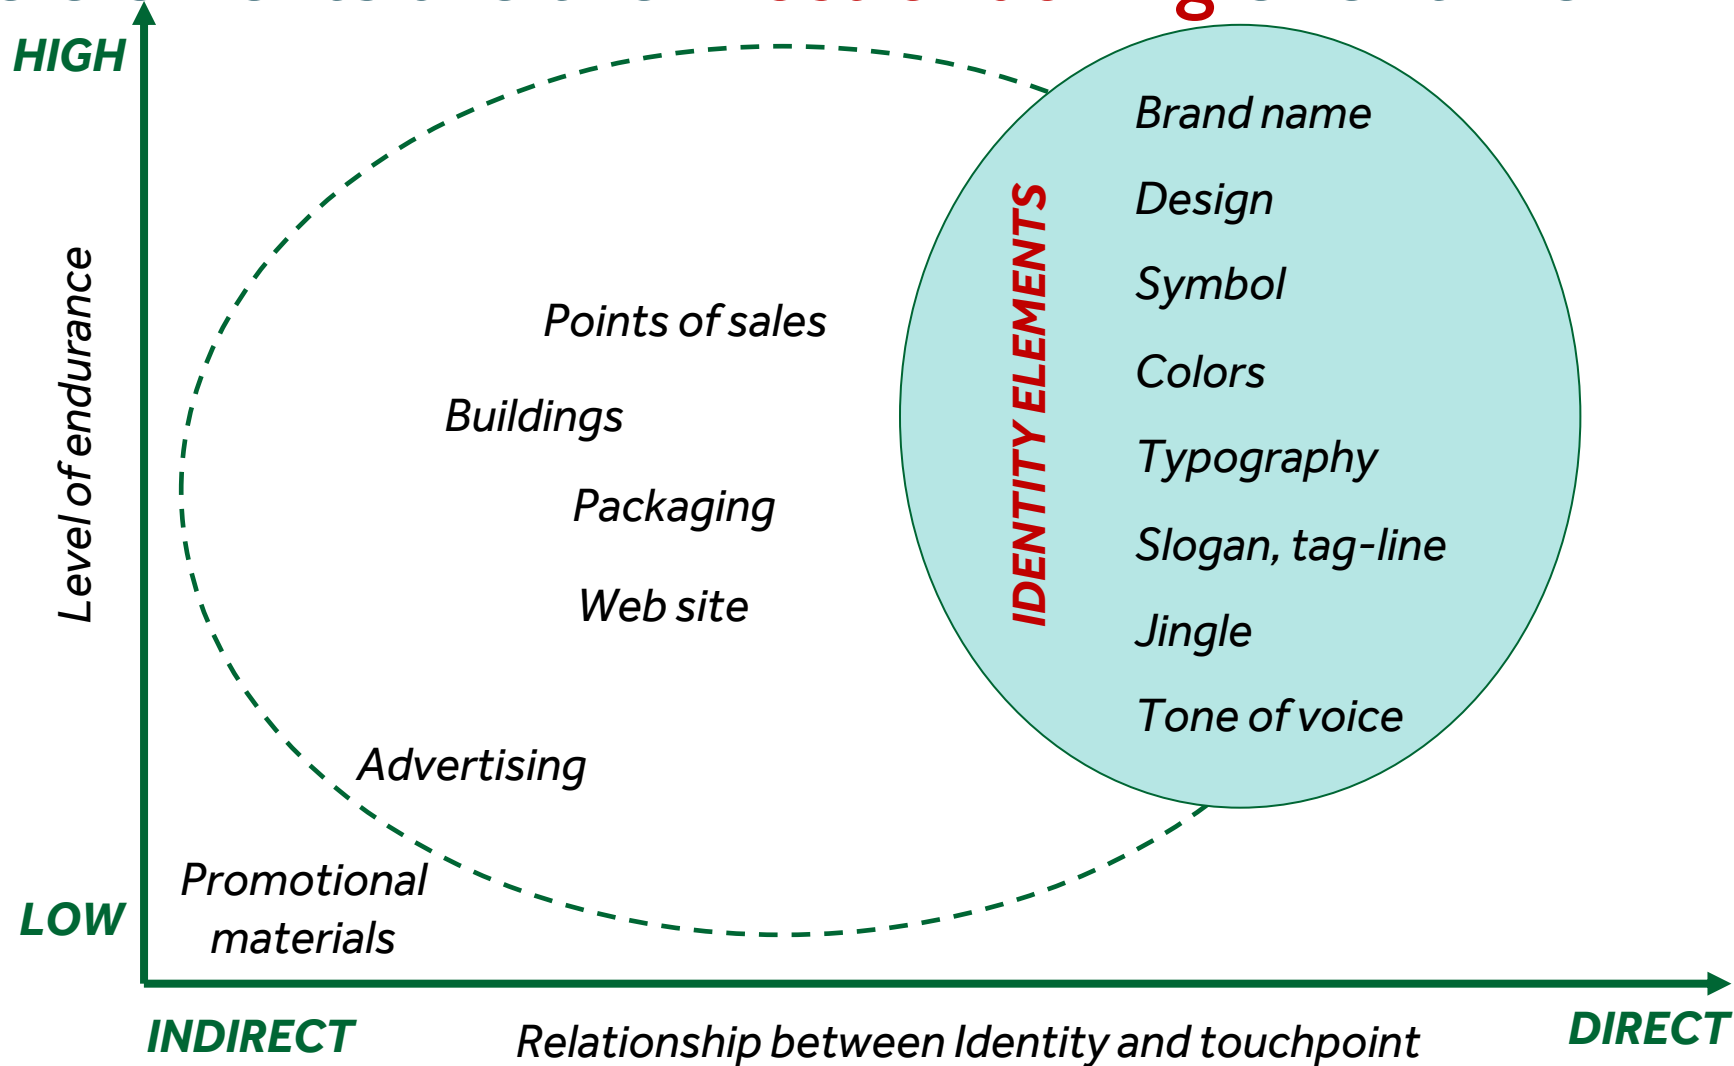 HIGH
Brand name
Design
Symbol
Colors
Typography
Slogan, tag-line
Jingle
Tone of voice
IDENTITY ELEMENTS
Points of sales
Buildings
Packaging
Web site
Advertising
Promotional
materials
Level of endurance
LOW
INDIRECT
Relationship between Identity and touchpoint
DIRECT